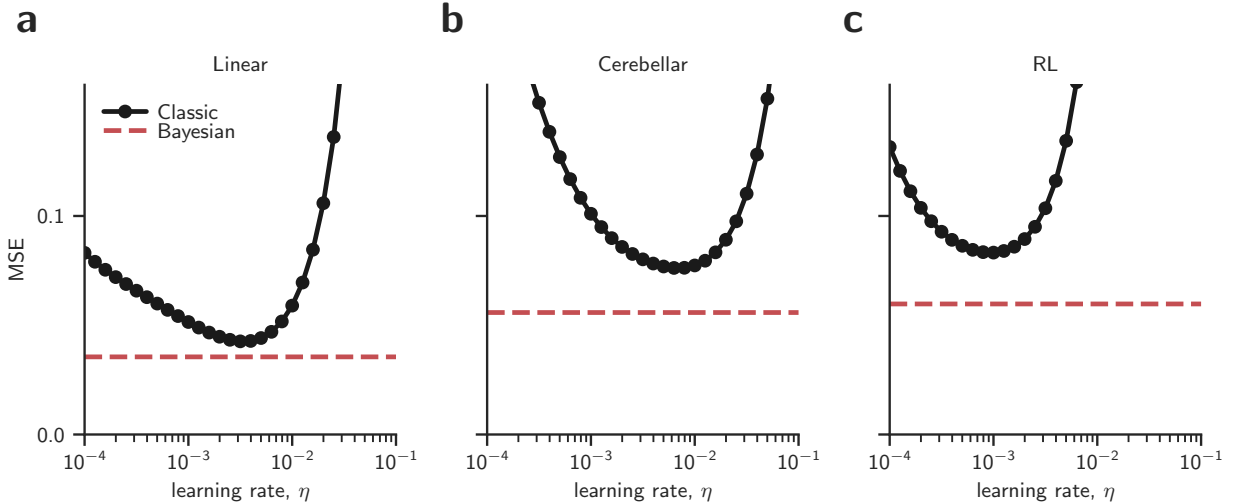 a
b
c
Linear
Cerebellar
RL
Classic
Bayesian
MSE
0.1
0.0
10⁻⁴
10⁻³
10⁻²
10⁻¹
10⁻⁴
10⁻³
10⁻²
10⁻¹
10⁻⁴
10⁻³
10⁻²
10⁻¹
learning rate, η
learning rate, η
learning rate, η